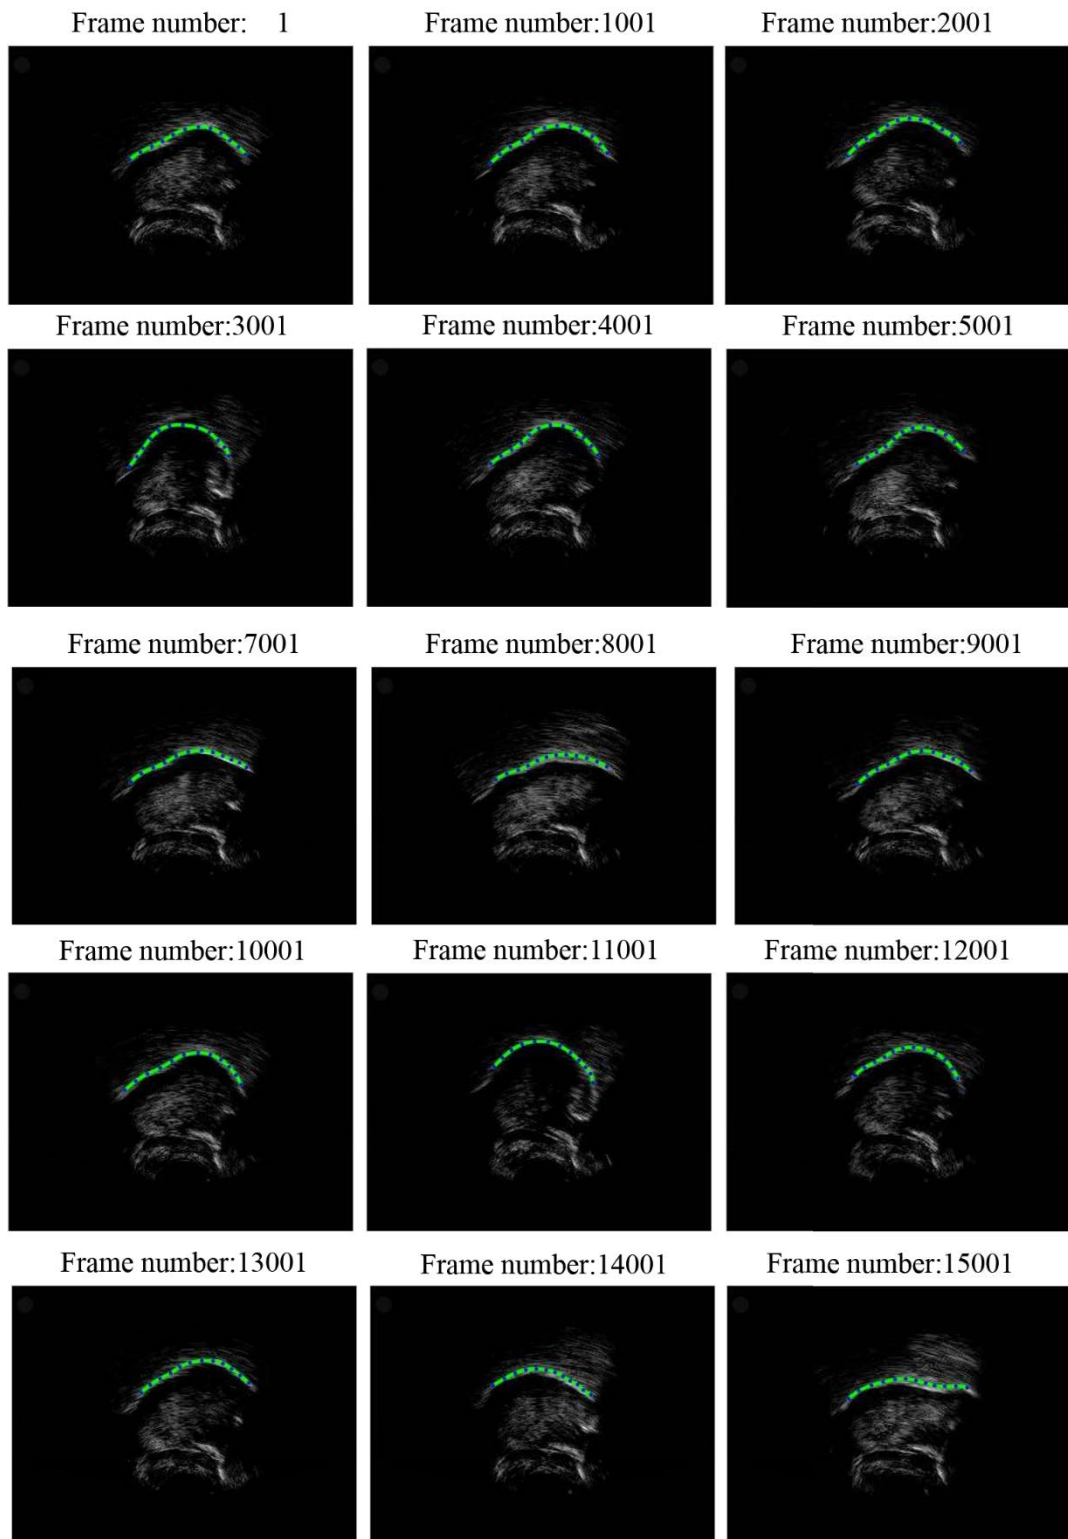 Frame number: 1
Frame number:1001
Frame number:2001
Frame number:3001
Frame number:4001
Frame number:5001
Frame number:7001
Frame number:8001
Frame number:9001
Frame number:10001
Frame number:11001
Frame number:12001
Frame number:13001
Frame number:14001
Frame number:15001